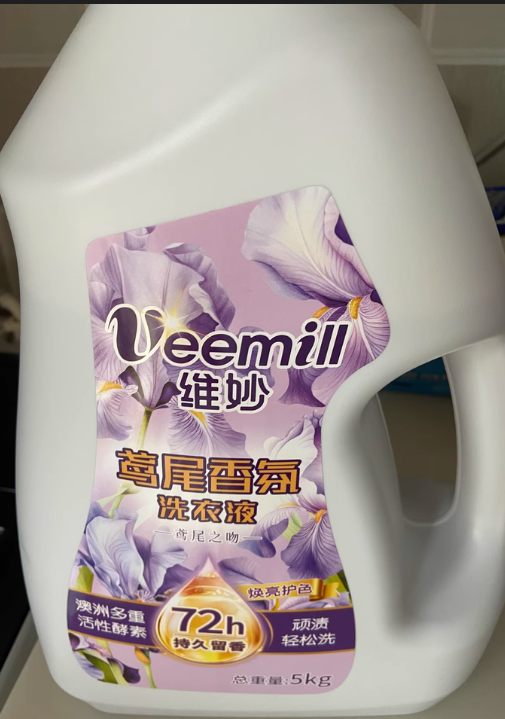 Veemill
维妙
鸢尾香氛
洗衣液
鸢尾之吻
焕亮护色
澳洲多重
活性酵素
72h
持久留香
顽渍
轻松洗
总重量:5kg